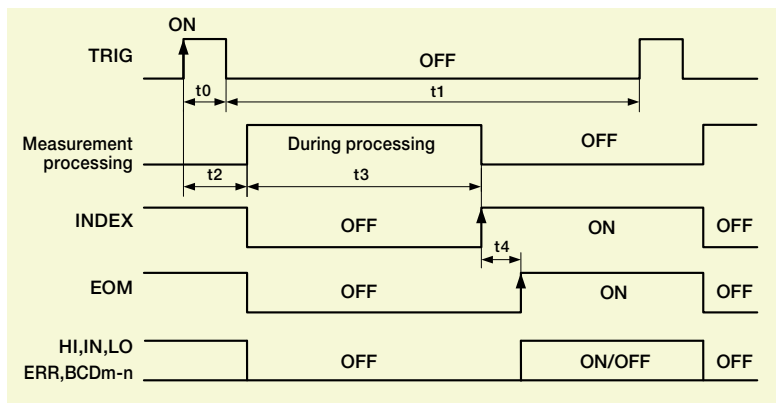 ON
TRIG
OFF
t0
t1
Measurement
processing
During processing
OFF
t2
t3
INDEX
OFF
ON
OFF
t4
EOM
OFF
ON
OFF
HI,IN,LO
ERR,BCDm-n
OFF
ON/OFF
OFF